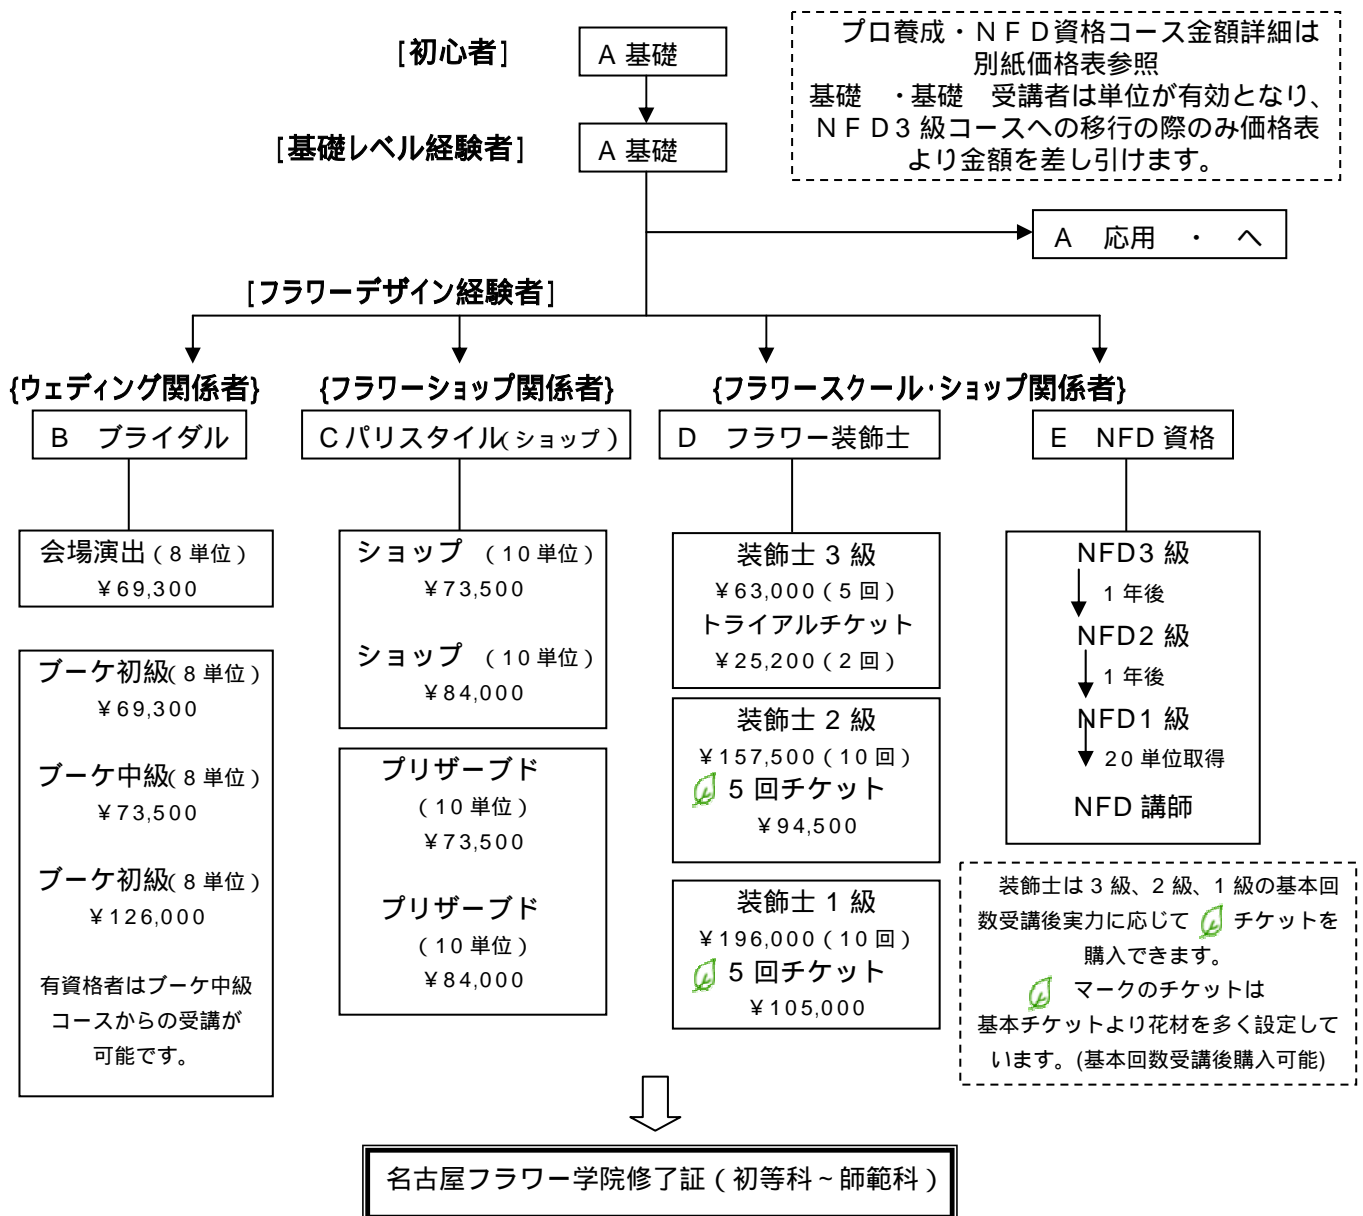 [初心者]
A 基礎
プロ養成・ＮＦＤ資格コース金額詳細は
別紙価格表参照
基礎　・基礎　受講者は単位が有効となり、
ＮＦＤ3 級コースへの移行の際のみ価格表
より金額を差し引けます。
[基礎レベル経験者]
A 基礎
A　応用　・　へ
[フラワーデザイン経験者]
{ウェディング関係者}
{フラワーショップ関係者}
{フラワースクール・ショップ関係者}
B　ブライダル
C パリスタイル(ショップ)
D　フラワー装飾士
E　NFD 資格
会場演出（8 単位）
￥69,300
ブーケ初級(8 単位)
￥69,300
ブーケ中級(8 単位)
￥73,500
ブーケ初級(8 単位)
￥126,000
有資格者はブーケ中級
コースからの受講が
可能です。
ショップ　（10 単位）
￥73,500
ショップ　（10 単位）
￥84,000
プリザーブド
（10 単位）
￥73,500
プリザーブド
（10 単位）
￥84,000
装飾士 3 級
￥63,000（5 回）
トライアルチケット
￥25,200（2 回）
装飾士 2 級
￥157,500（10 回）
5 回チケット
￥94,500
装飾士 1 級
￥196,000（10 回）
5 回チケット
￥105,000
NFD3 級
1 年後
NFD2 級
1 年後
NFD1 級
20 単位取得
NFD 講師
装飾士は 3 級、2 級、1 級の基本回
数受講後実力に応じて チケットを
購入できます。
マークのチケットは
基本チケットより花材を多く設定して
います。(基本回数受講後購入可能)
名古屋フラワー学院修了証（初等科～師範科）